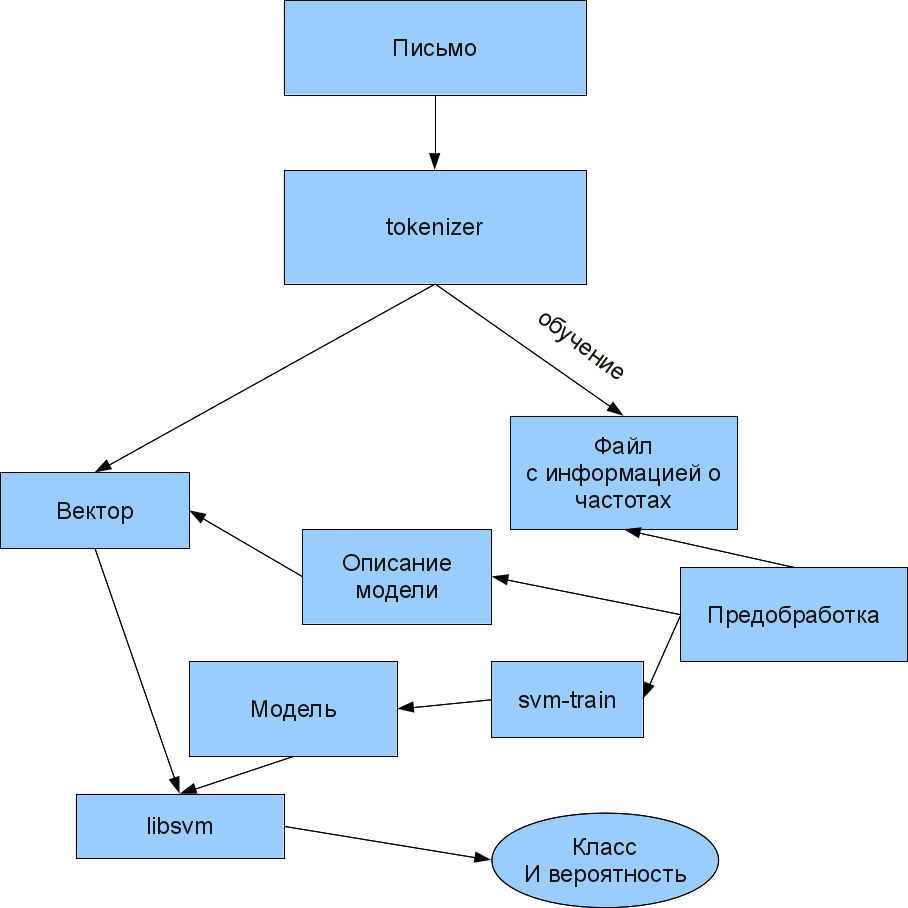 Письмо
tokenizer
обучение
Файл
с информацией о
частотах
Вектор
Описание
модели
Предобработка
Модель
svm-train
libsvm
Класс
И вероятность